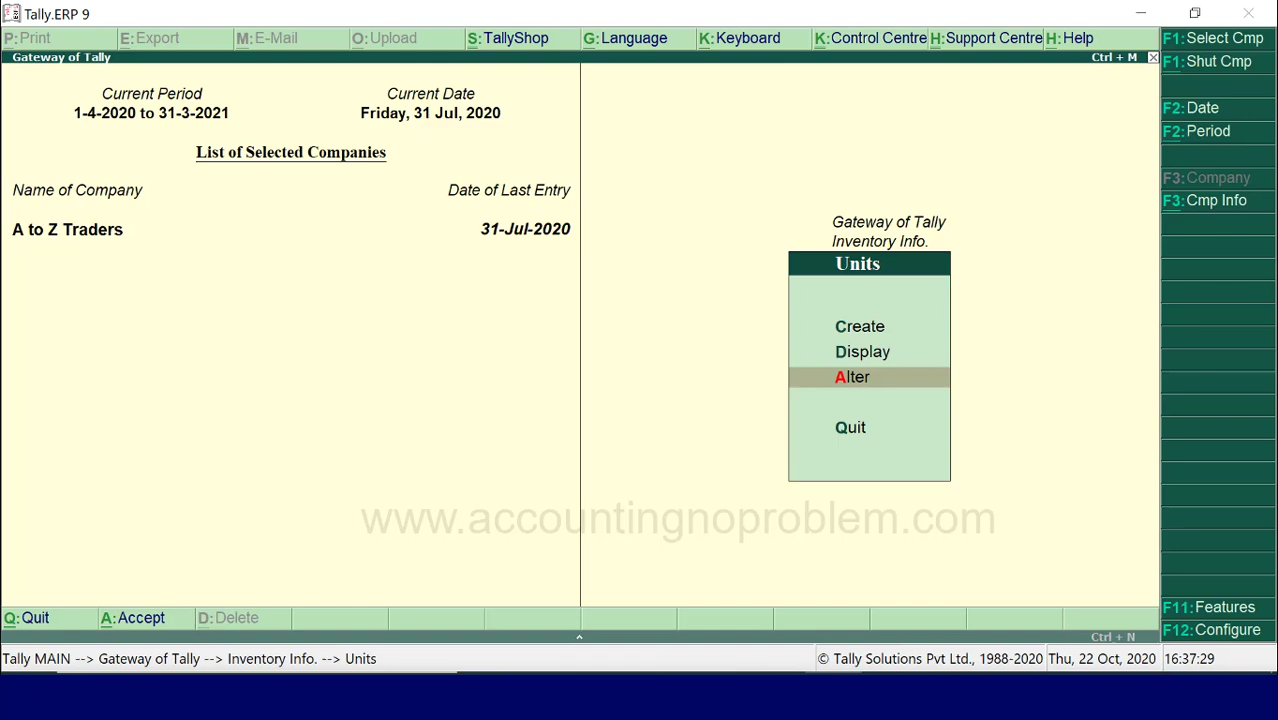 Tally.ERP 9
P:Print E:Export M:E-Mail O:Upload S:TallyShop G:Language K:Keyboard K:Control Centre H:Support Centre H:Help
Gateway of Tally Ctrl + M
Current Period Current Date
1-4-2020 to 31-3-2021 Friday, 31 Jul, 2020
List of Selected Companies
Name of Company Date of Last Entry
A to Z Traders 31-Jul-2020
Gateway of Tally
Inventory Info.
Units
Create
Display
Alter
Quit
www.accountingnoproblem.com
F1:Select Cmp
F1:Shut Cmp
F2:Date
F2:Period
F3:Company
F3:Cmp Info
F11:Features
F12:Configure
Q:Quit A:Accept D:Delete
Ctrl + N
Tally MAIN --> Gateway of Tally --> Inventory Info. --> Units © Tally Solutions Pvt Ltd., 1988-2020 Thu, 22 Oct, 2020 16:37:29